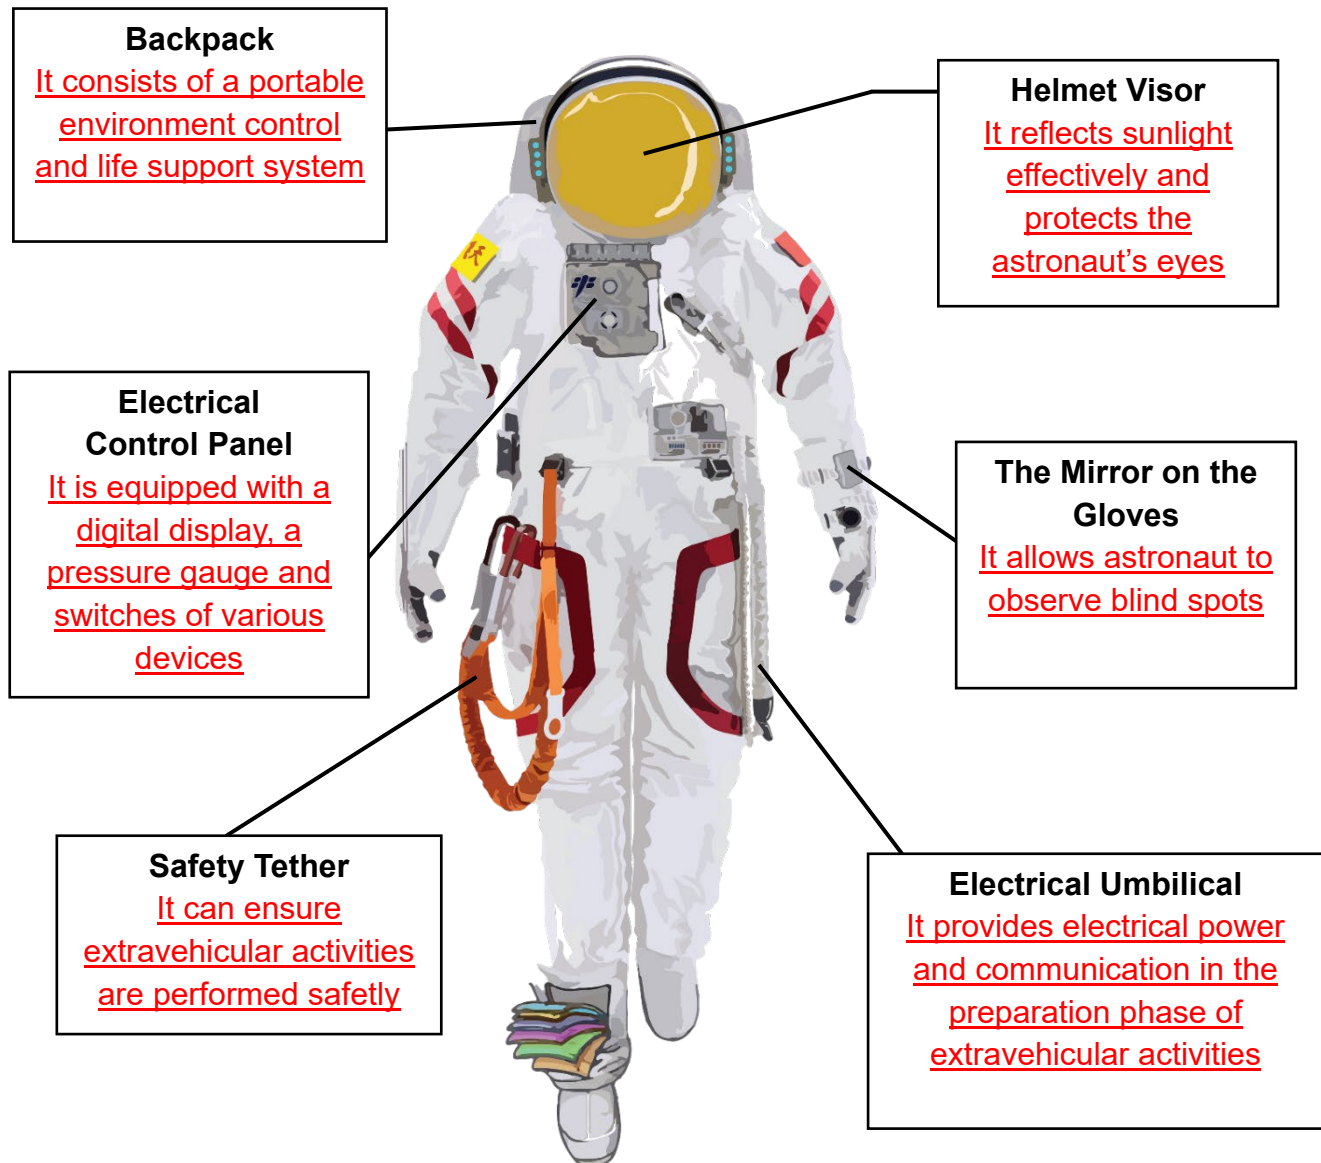 Backpack
It consists of a portable
environment control
and life support system
Helmet Visor
It reflects sunlight
effectively and
protects the
astronaut's eyes
Electrical
Control Panel
It is equipped with a
digital display, a
pressure gauge and
switches of various
devices
The Mirror on the
Gloves
It allows astronaut to
observe blind spots
Safety Tether
It can ensure
extravehicular activities
are performed safetly
Electrical Umbilical
It provides electrical power
and communication in the
preparation phase of
extravehicular activities